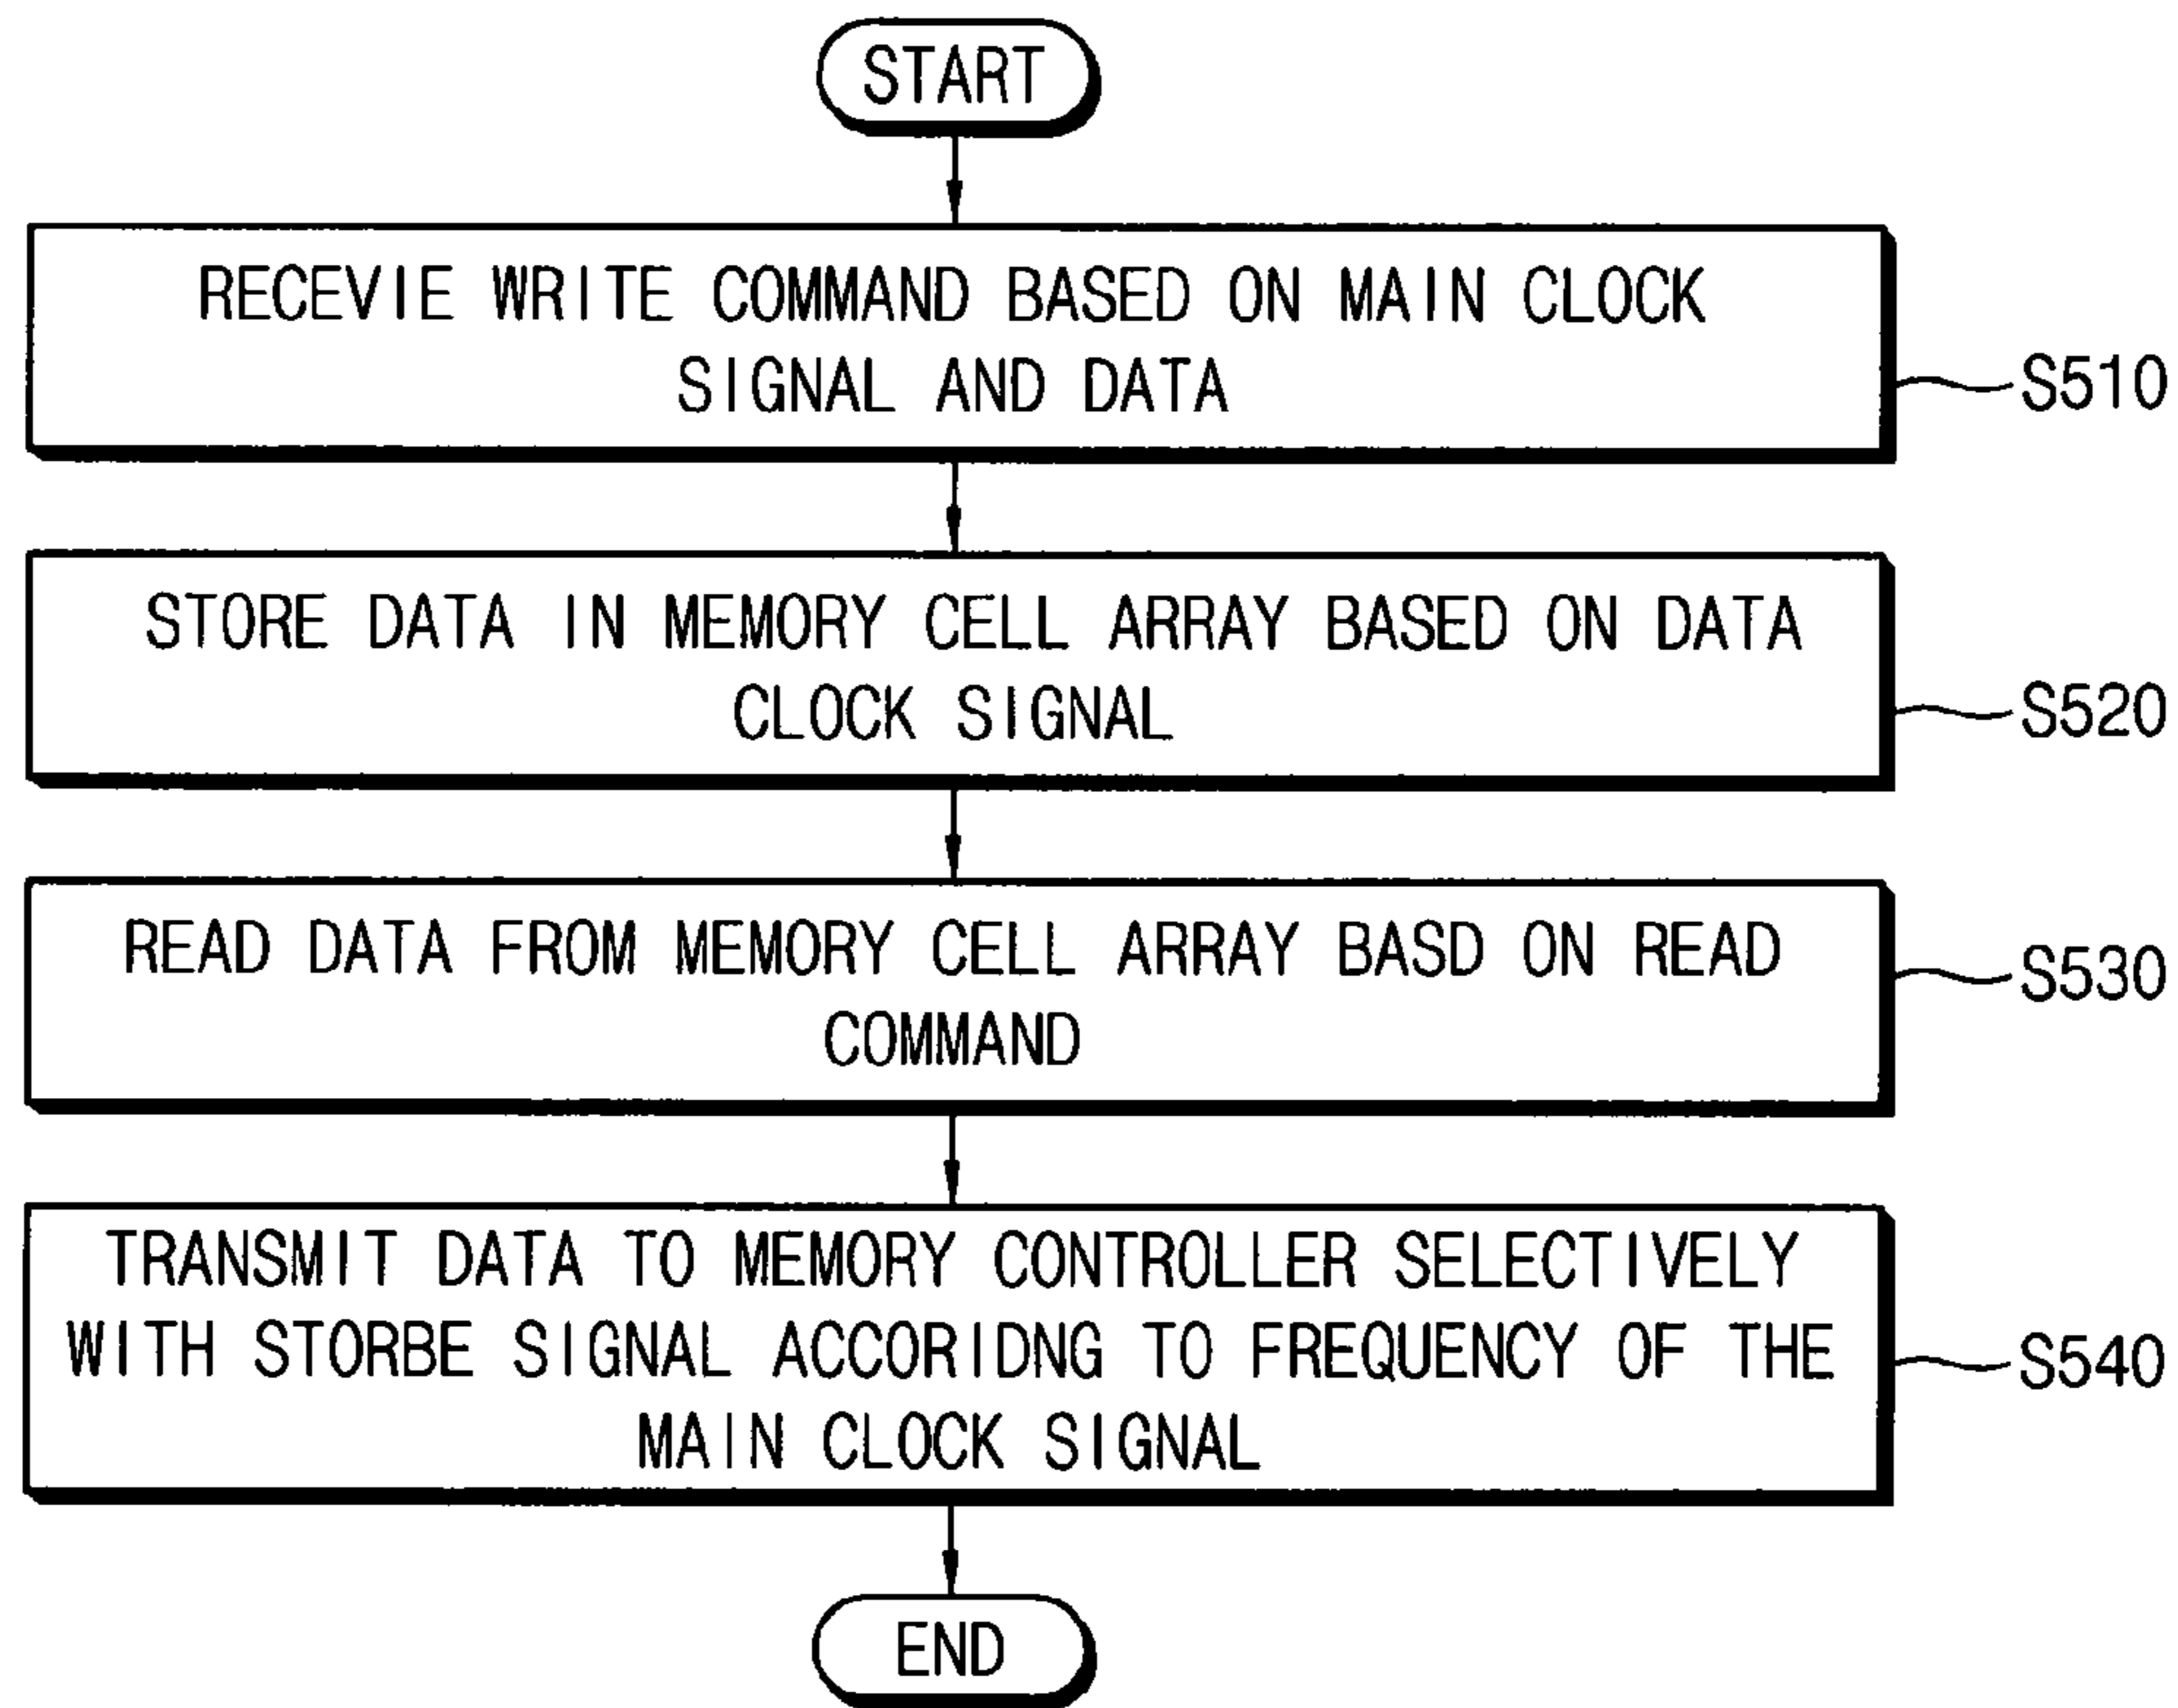 START
RECEVIE WRITE COMMAND BASED ON MAIN CLOCK
SIGNAL AND DATA
S510
STORE DATA IN MEMORY CELL ARRAY BASED ON DATA
CLOCK SIGNAL
S520
READ DATA FROM MEMORY CELL ARRAY BASD ON READ
COMMAND
S530
TRANSMIT DATA TO MEMORY CONTROLLER SELECTIVELY
WITH STORBE SIGNAL ACCORIDNG TO FREQUENCY OF THE
MAIN CLOCK SIGNAL
S540
END